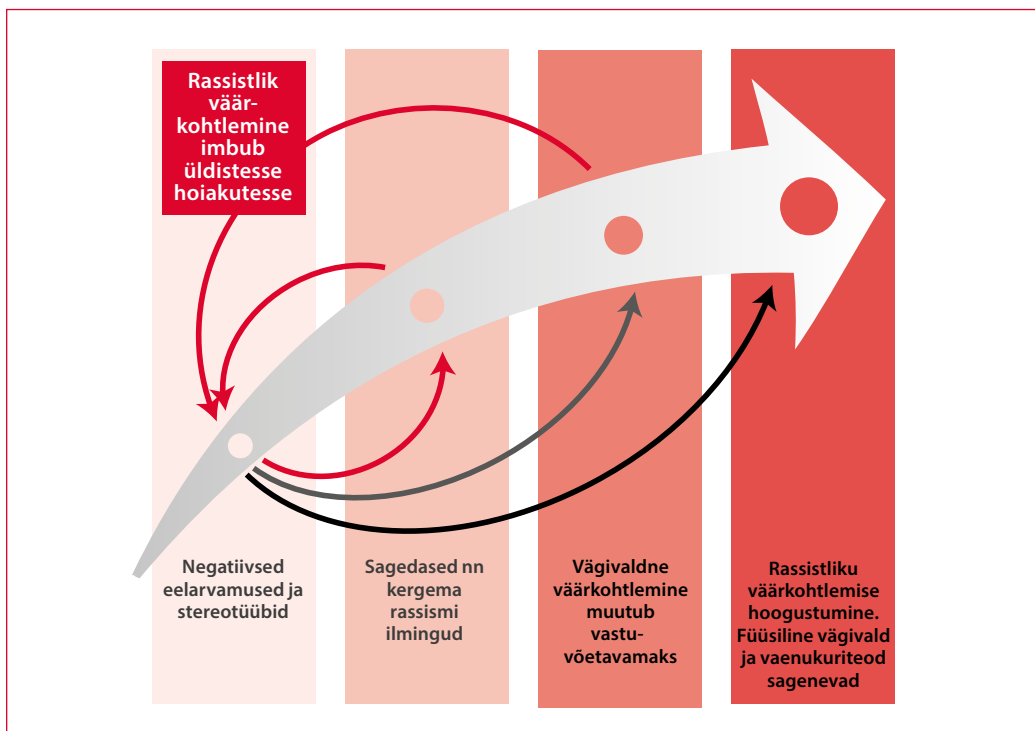 Rassistlik
väär-
kohtlemine
imbub
üldistesse
hoiakutesse
Negatiivsed
eelarvamused ja
stereotüübid
Sagedased nn
kergema
rassismi
ilmingud
Vägivaldne
väärkohtlemine
muutub
vastu-
võetavamaks
Rassistliku
väärkohtlemise
hoogustumine.
Füüsiline vägivald
ja vaenukuriteod
sagenevad